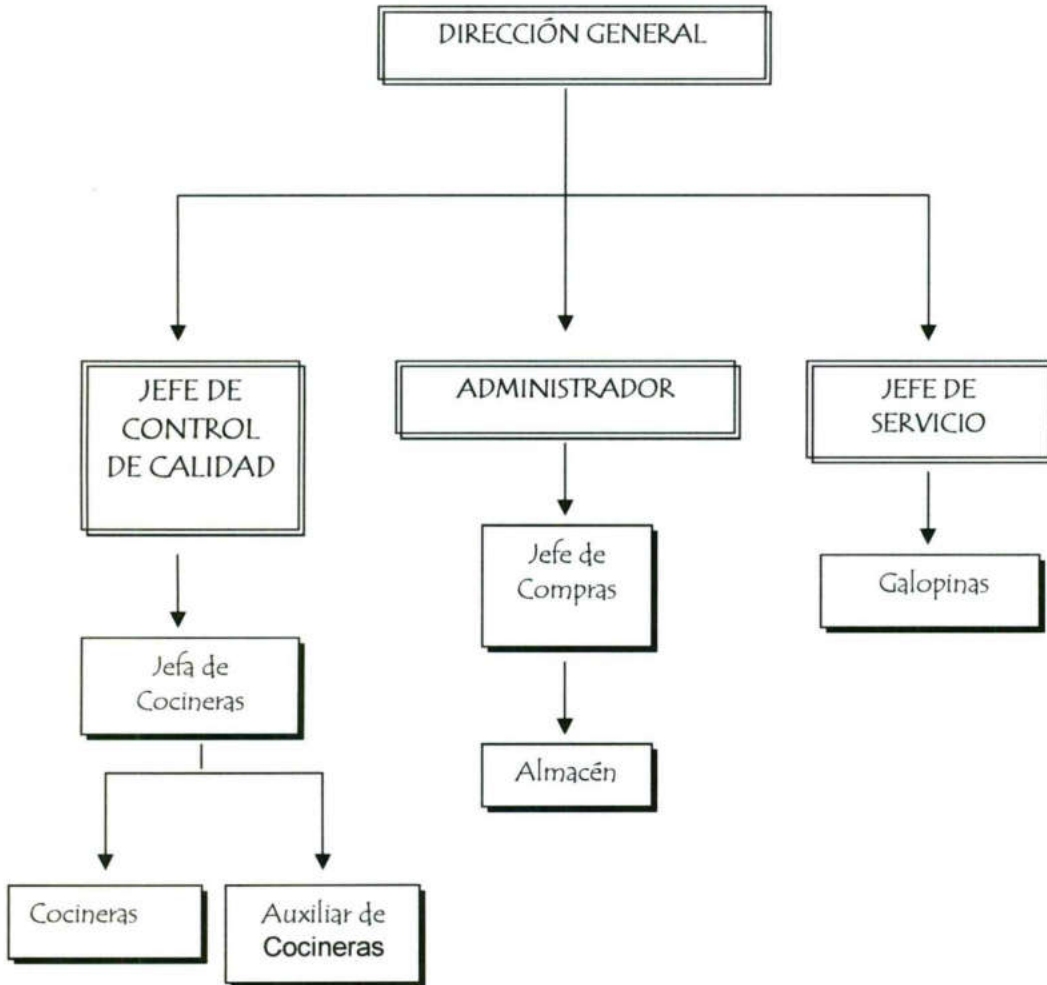 DIRECCIÓN GENERAL
JEFE DE
CONTROL
DE CALIDAD
ADMINISTRADOR
JEFE DE
SERVICIO
Jefe de
Compras
Galopinas
Jefa de
Cocineras
Almacén
Cocineras
Auxiliar de
Cocineras